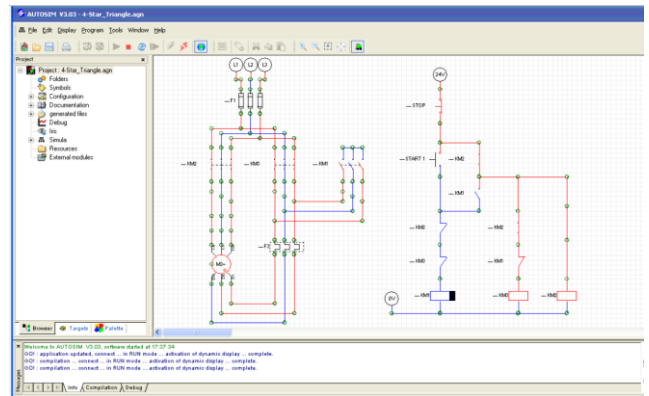 AUTOSIM V3.03 - 4-Star_Triangle.agn
File Edit Display Program Tools Window Help
Project
Project : 4-Star_Triangle.agn
Folders
Symbols
Configuration
Documentation
generated files
Debug
Iris
Simula
Resources
External modules
L1 L2 L3
F1
KM2 KM0 KM1
F2
M3~
24V
STOP
START 1 KM2
KM1
KM2 KM2
KM0 KM1
0V KM1 KM0 KM2
Browser Targets Palette
Messages
Welcome to AUTOSIM V3.03, software started at 17:37 34
GO! : application updated, connect ... in RUN mode ... activation of dynamic display ... complete.
GO! : compilation ... connect ... in RUN mode ... activation of dynamic display ... complete.
GO! : compilation ... connect ... in RUN mode ... activation of dynamic display ... complete.
Info Compilation Debug